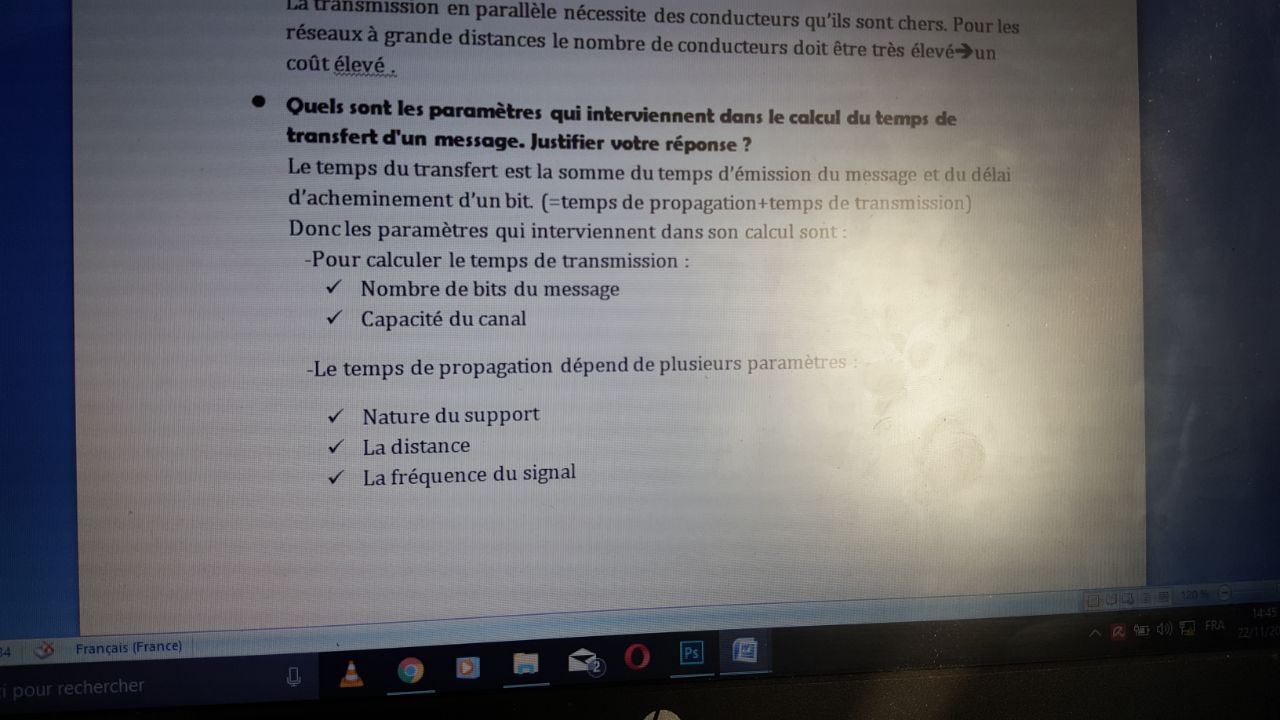 La transmission en parallèle nécessite des conducteurs qu'ils sont chers. Pour les
réseaux à grande distances le nombre de conducteurs doit être très élevé➔un
coût élevé .
● Quels sont les paramètres qui interviennent dans le calcul du temps de
transfert d'un message. Justifier votre réponse ?
Le temps du transfert est la somme du temps d'émission du message et du délai
d'acheminement d'un bit. (=temps de propagation+temps de transmission)
Donc les paramètres qui interviennent dans son calcul sont :
-Pour calculer le temps de transmission :
✓ Nombre de bits du message
✓ Capacité du canal
-Le temps de propagation dépend de plusieurs paramètres :
✓ Nature du support
✓ La distance
✓ La fréquence du signal
120 %
34 Français (France)
14:45
FRA
22/11/2
i pour rechercher
2
Ps
hp